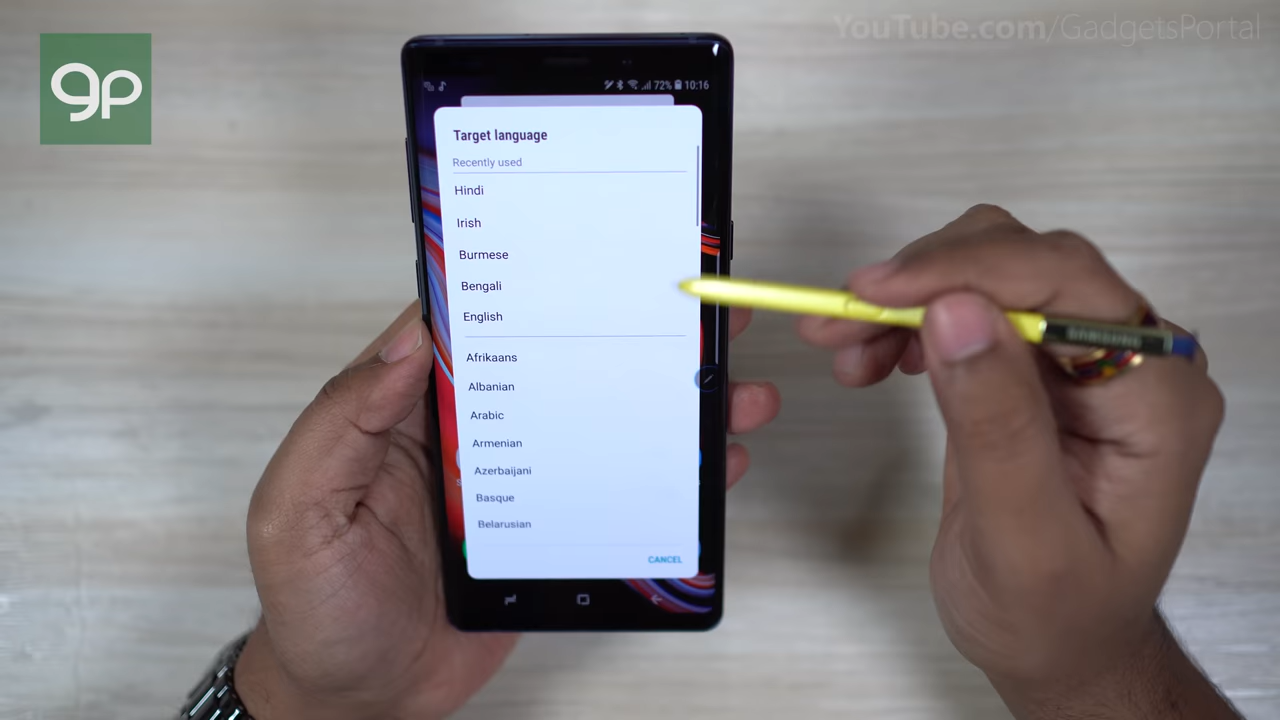 YouTube.com/GadgetsPortal
gp
72% 10:16
Target language
Recently used
Hindi
Irish
Burmese
Bengali
English
Afrikaans
Albanian
Arabic
Armenian
Azerbaijani
Basque
Belarusian
CANCEL
SAMSUNG